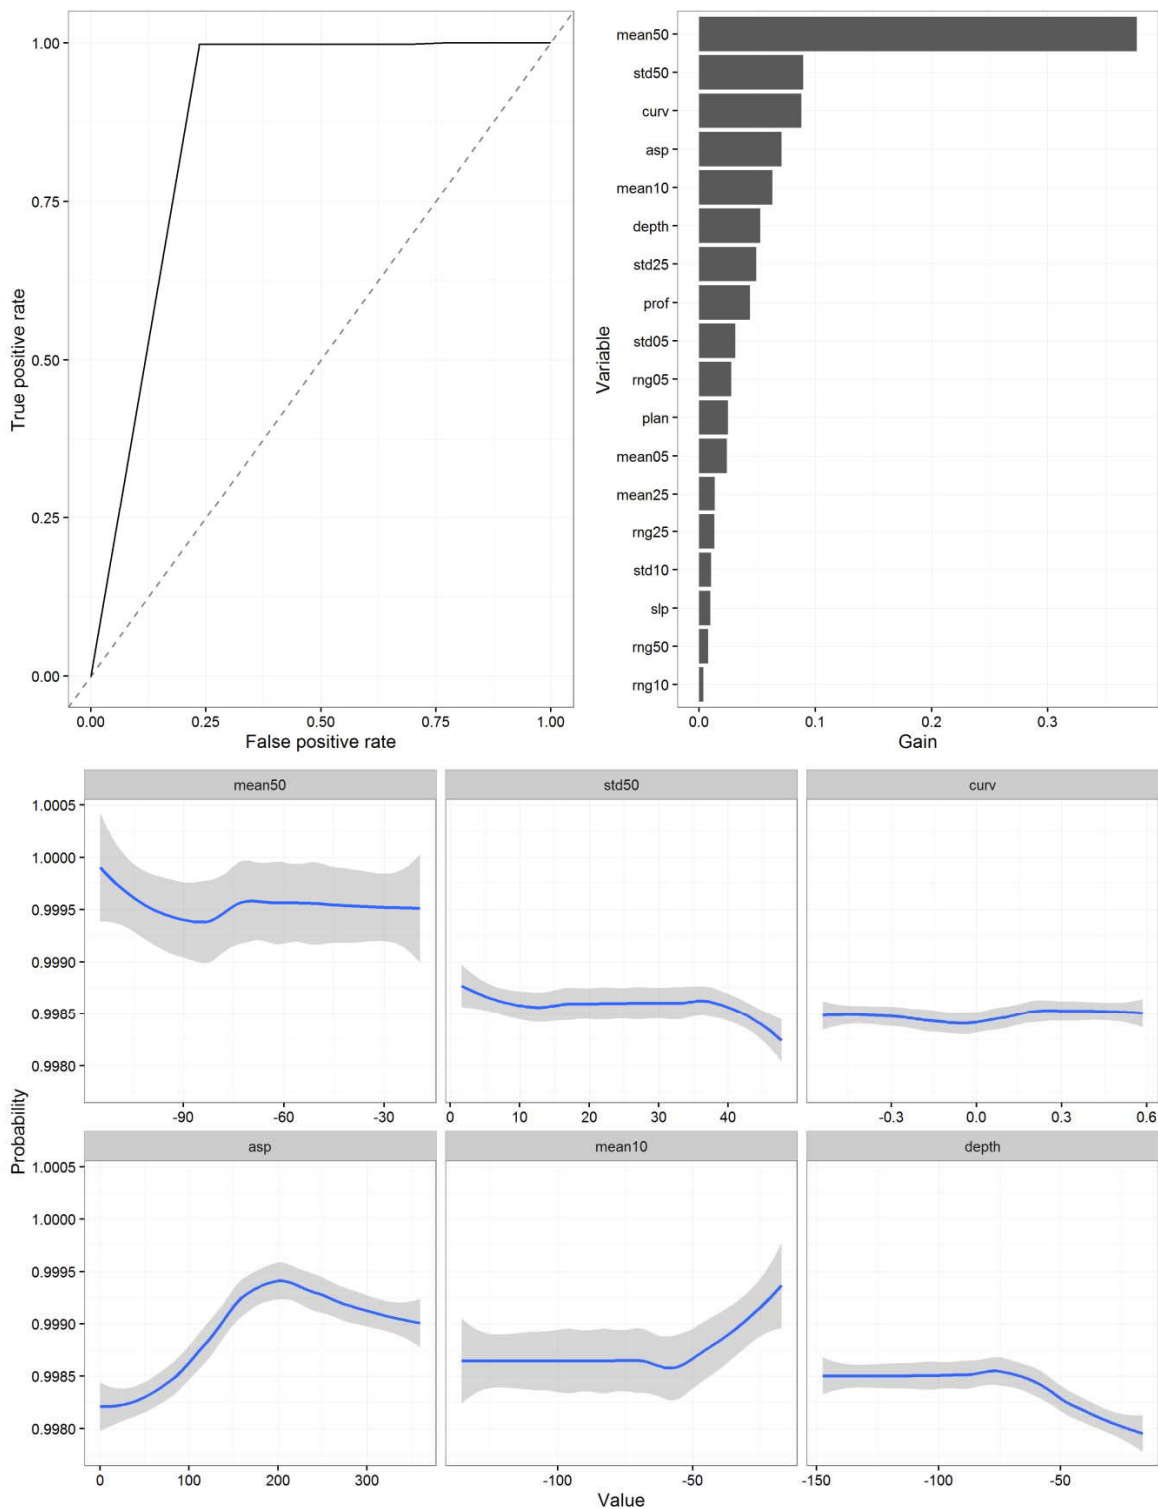 1.00
0.75
0.50
0.25
0.00
True positive rate
0.00 0.25 0.50 0.75 1.00
False positive rate
mean50
std50
curv
asp
mean10
depth
std25
prof
std05
rng05
plan
mean05
mean25
rng25
std10
slp
rng50
rng10
Variable
0.0 0.1 0.2 0.3
Gain
mean50 std50 curv
1.0005
1.0000
0.9995
0.9990
0.9985
0.9980
-90 -60 -30
0 10 20 30 40
-0.3 0.0 0.3 0.6
Probability
asp mean10 depth
1.0005
1.0000
0.9995
0.9990
0.9985
0.9980
0 100 200 300
-100 -50
-150 -100 -50
Value